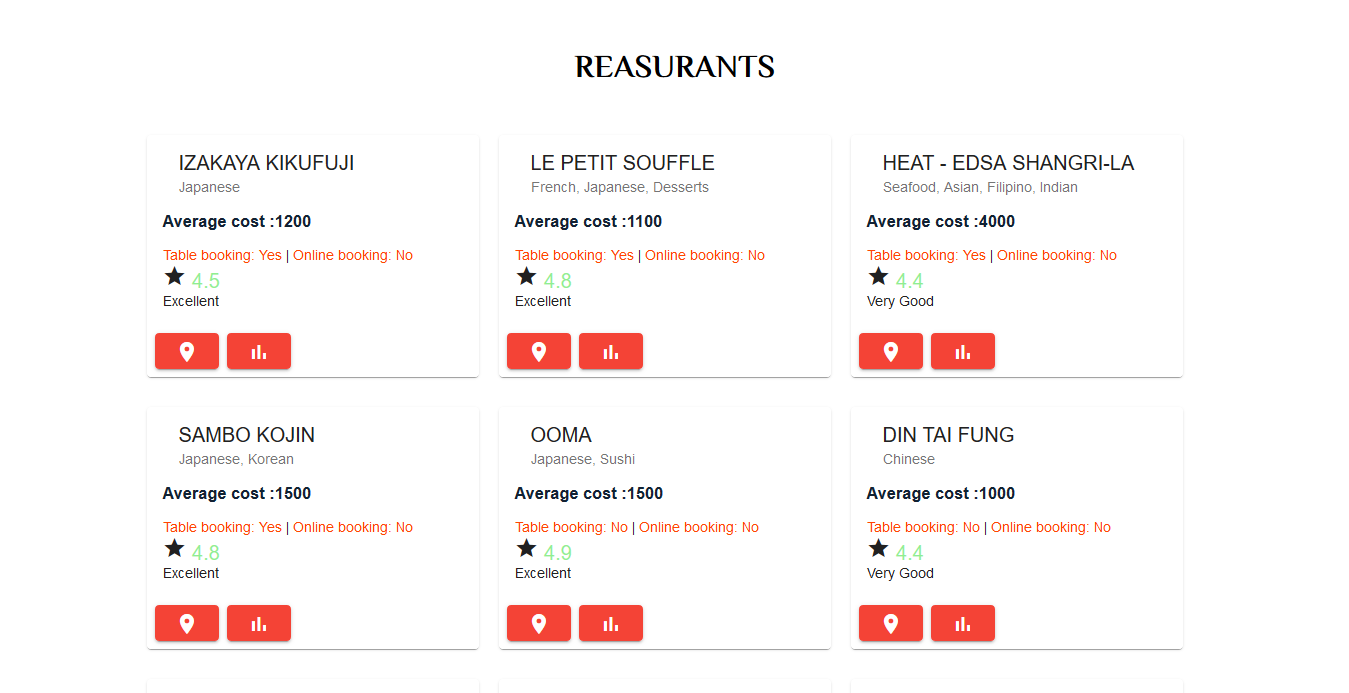 REASURANTS
IZAKAYA KIKUFUJI
Japanese
Average cost :1200
Table booking: Yes | Online booking: No
4.5
Excellent
LE PETIT SOUFFLE
French, Japanese, Desserts
Average cost :1100
Table booking: Yes | Online booking: No
4.8
Excellent
HEAT - EDSA SHANGRI-LA
Seafood, Asian, Filipino, Indian
Average cost :4000
Table booking: Yes | Online booking: No
4.4
Very Good
SAMBO KOJIN
Japanese, Korean
Average cost :1500
Table booking: Yes | Online booking: No
4.8
Excellent
OOMA
Japanese, Sushi
Average cost :1500
Table booking: No | Online booking: No
4.9
Excellent
DIN TAI FUNG
Chinese
Average cost :1000
Table booking: No | Online booking: No
4.4
Very Good